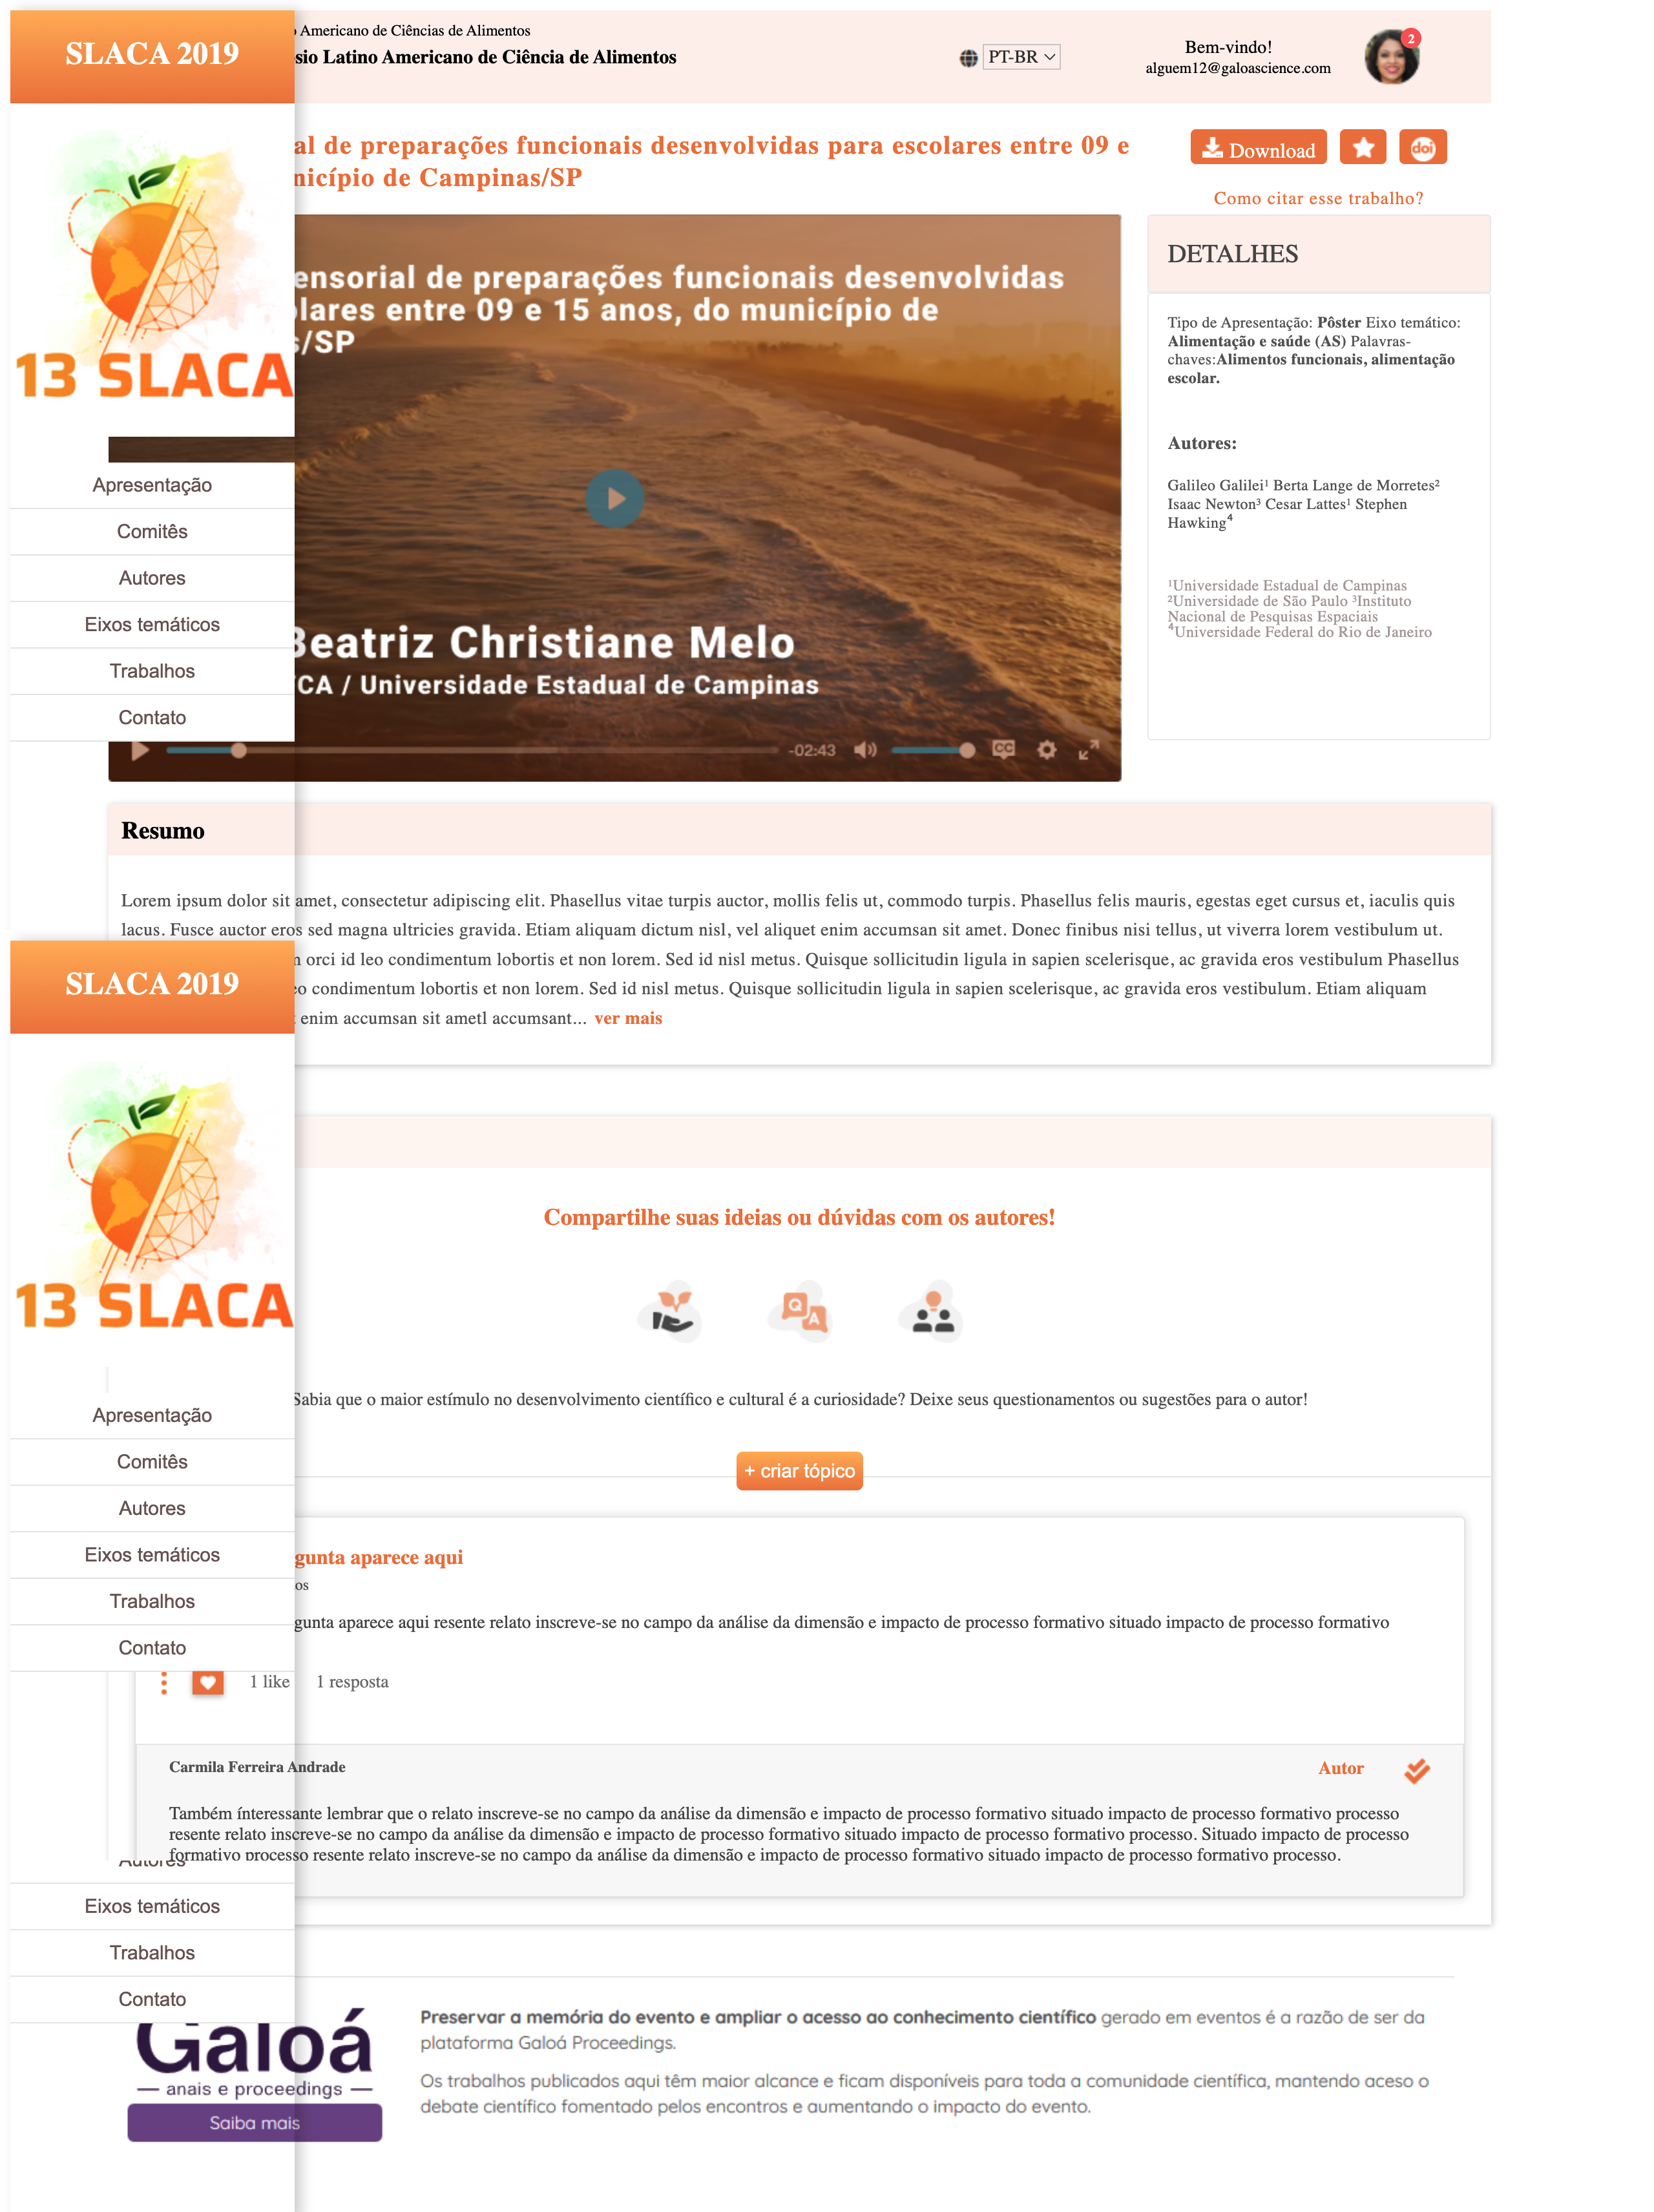 SLACA 2019
Americano de Ciências de Alimentos
Latino Americano de Ciência de Alimentos
PT-BR
Bem-vindo!
alguem12@galoascience.com
2
de preparações funcionais desenvolvidas para escolares entre 09 e
de Campinas/SP
Download
doi
Como citar esse trabalho?
13 SLACA
de preparações funcionais desenvolvidas
entre 09 e 15 anos, do município de
/SP
Beatriz Christiane Melo
/ Universidade Estadual de Campinas
-02:43
CC
Apresentação
Comitês
Autores
Eixos temáticos
Trabalhos
Contato
DETALHES
Tipo de Apresentação: Pôster Eixo temático:
Alimentação e saúde (AS) Palavras-
chaves:Alimentos funcionais, alimentação
escolar.
Autores:
Galileo Galilei¹ Berta Lange de Morretes²
Isaac Newton³ Cesar Lattes¹ Stephen
Hawking⁴
¹Universidade Estadual de Campinas
²Universidade de São Paulo ³Instituto
Nacional de Pesquisas Espaciais
⁴Universidade Federal do Rio de Janeiro
Resumo
Lorem ipsum dolor sit amet, consectetur adipiscing elit. Phasellus vitae turpis auctor, mollis felis ut, commodo turpis. Phasellus felis mauris, egestas eget cursus et, iaculis quis
lacus. Fusce auctor eros sed magna ultricies gravida. Etiam aliquam dictum nisl, vel aliquet enim accumsan sit amet. Donec finibus nisi tellus, ut viverra lorem vestibulum ut.
orci id leo condimentum lobortis et non lorem. Sed id nisl metus. Quisque sollicitudin ligula in sapien scelerisque, ac gravida eros vestibulum Phasellus
condimentum lobortis et non lorem. Sed id nisl metus. Quisque sollicitudin ligula in sapien scelerisque, ac gravida eros vestibulum. Etiam aliquam
enim accumsan sit ametl accumsant... ver mais
SLACA 2019
13 SLACA
Apresentação
Comitês
Autores
Eixos temáticos
Trabalhos
Contato
Compartilhe suas ideias ou dúvidas com os autores!
Q
A
Sabia que o maior estímulo no desenvolvimento científico e cultural é a curiosidade? Deixe seus questionamentos ou sugestões para o autor!
+ criar tópico
aparece aqui
aparece aqui resente relato inscreve-se no campo da análise da dimensão e impacto de processo formativo situado impacto de processo formativo
1 like
1 resposta
Carmila Ferreira Andrade
Autor
Também ínteressante lembrar que o relato inscreve-se no campo da análise da dimensão e impacto de processo formativo situado impacto de processo formativo processo
resente relato inscreve-se no campo da análise da dimensão e impacto de processo formativo situado impacto de processo formativo processo. Situado impacto de processo
formativo processo resente relato inscreve-se no campo da análise da dimensão e impacto de processo formativo situado impacto de processo formativo processo.
Autores
Eixos temáticos
Trabalhos
Contato
Galoá
anais e proceedings
Saiba mais
Preservar a memória do evento e ampliar o acesso ao conhecimento científico gerado em eventos é a razão de ser da
plataforma Galoá Proceedings.
Os trabalhos publicados aqui têm maior alcance e ficam disponíveis para toda a comunidade científica, mantendo aceso o
debate científico fomentado pelos encontros e aumentando o impacto do evento.